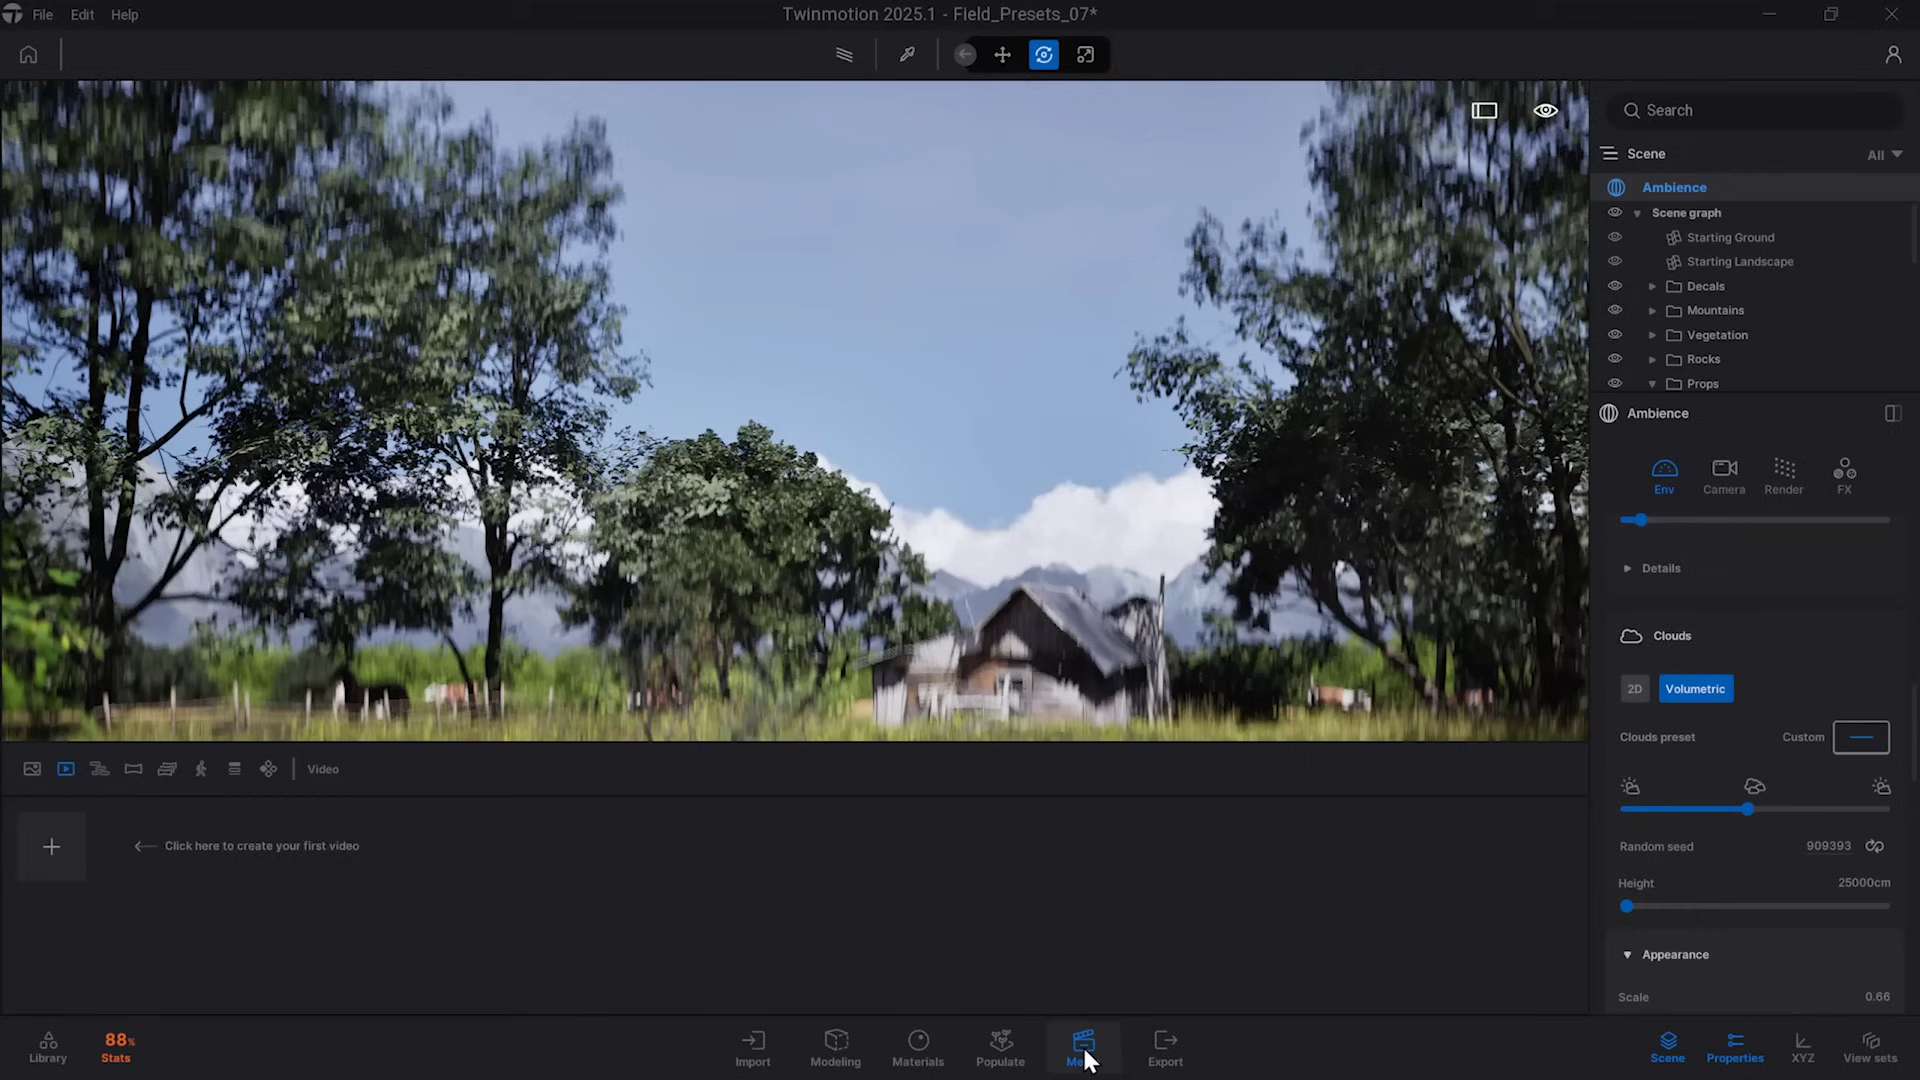 File Edit Help
Twinmotion 2025.1 - Field_Presets_07*
Search
Scene
All
Ambience
Scene graph
Starting Ground
Starting Landscape
Decals
Mountains
Vegetation
Rocks
Props
Ambience
Env Camera Render FX
Details
Clouds
2D Volumetric
Clouds preset Custom
Random seed 909393
Height 25000cm
Appearance
Scale 0.66
Video
Click here to create your first video
Library
88%
Stats
Import Modeling Materials Populate Export
Scene Properties XYZ View sets